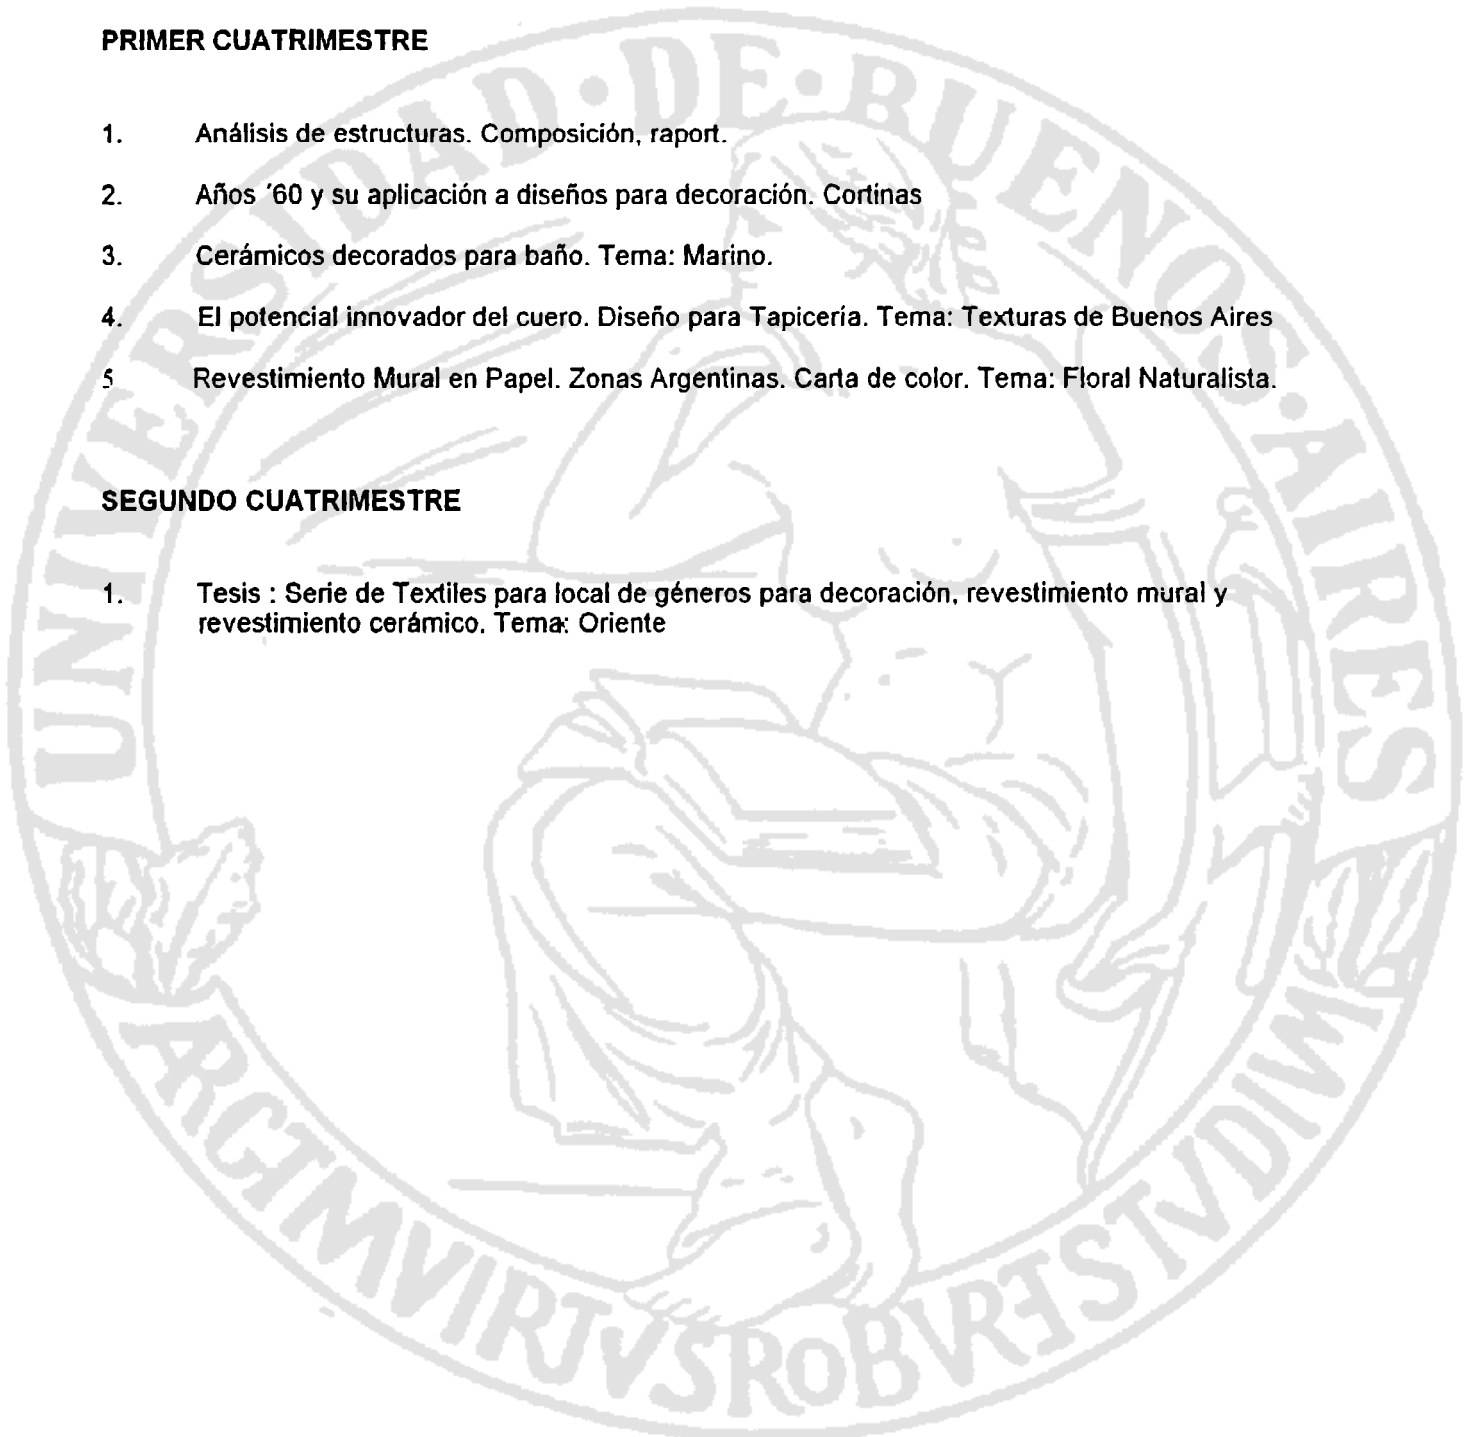 PRIMER CUATRIMESTRE
1. Análisis de estructuras. Composición, raport.
2. Años '60 y su aplicación a diseños para decoración. Cortinas
3. Cerámicos decorados para baño. Tema: Marino.
4. El potencial innovador del cuero. Diseño para Tapicería. Tema: Texturas de Buenos Aires
5 Revestimiento Mural en Papel. Zonas Argentinas. Carta de color. Tema: Floral Naturalista.
SEGUNDO CUATRIMESTRE
1. Tesis : Serie de Textiles para local de géneros para decoración, revestimiento mural y
revestimiento cerámico. Tema: Oriente
UNIVERSIDAD·DE·BUENOS·AIRES
ARGTMVIRTVSROBVRETSTVDIVM